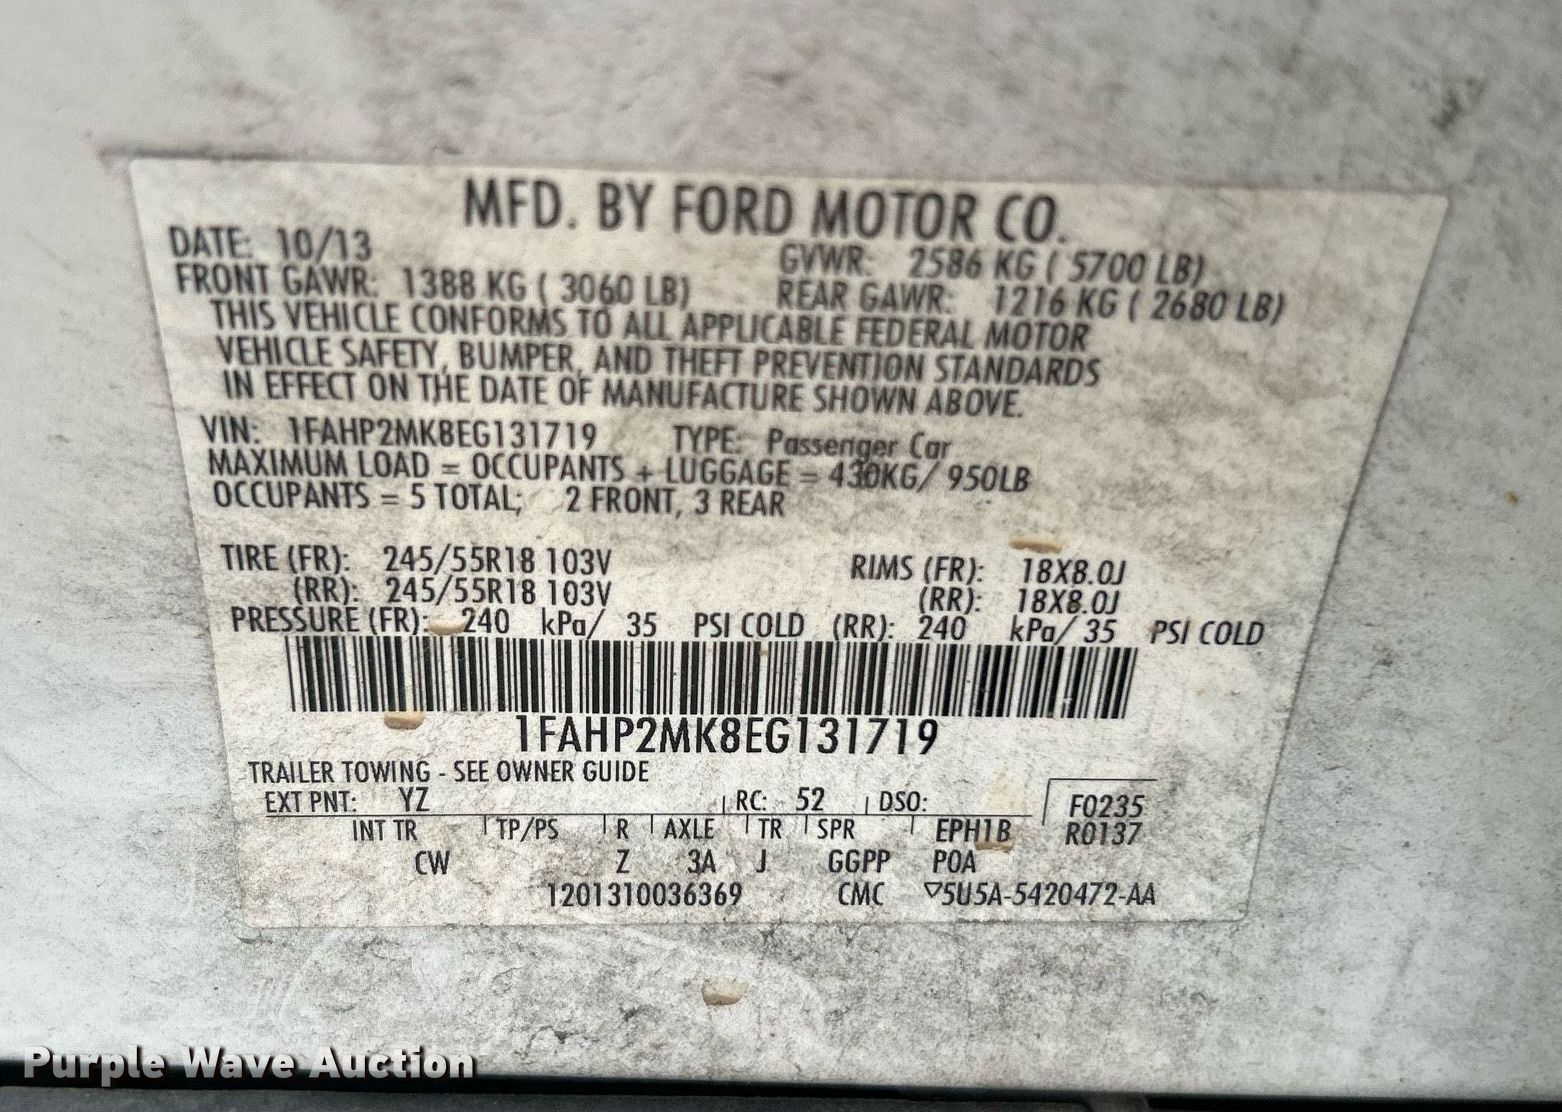 MFD. BY FORD MOTOR CO.
DATE: 10/13 GVWR: 2586 KG ( 5700 LB)
FRONT GAWR: 1388 KG ( 3060 LB) REAR GAWR: 1216 KG ( 2680 LB)
THIS VEHICLE CONFORMS TO ALL APPLICABLE FEDERAL MOTOR
VEHICLE SAFETY, BUMPER, AND THEFT PREVENTION STANDARDS
IN EFFECT ON THE DATE OF MANUFACTURE SHOWN ABOVE.
VIN: 1FAHP2MK8EG131719 TYPE: Passenger Car
MAXIMUM LOAD = OCCUPANTS + LUGGAGE = 430KG/ 950LB
OCCUPANTS = 5 TOTAL; 2 FRONT, 3 REAR
TIRE (FR): 245/55R18 103V RIMS (FR): 18X8.0J
(RR): 245/55R18 103V (RR): 18X8.0J
PRESSURE (FR): 240 kPa/ 35 PSI COLD (RR): 240 kPa/ 35 PSI COLD
1FAHP2MK8EG131719
TRAILER TOWING - SEE OWNER GUIDE
EXT PNT: YZ RC: 52 DSO: F0235
INT TR TP/PS R AXLE TR SPR EPH1B R0137
CW Z 3A J GGPP POA
1201310036369 CMC ▽5U5A-5420472-AA
Purple Wave Auction